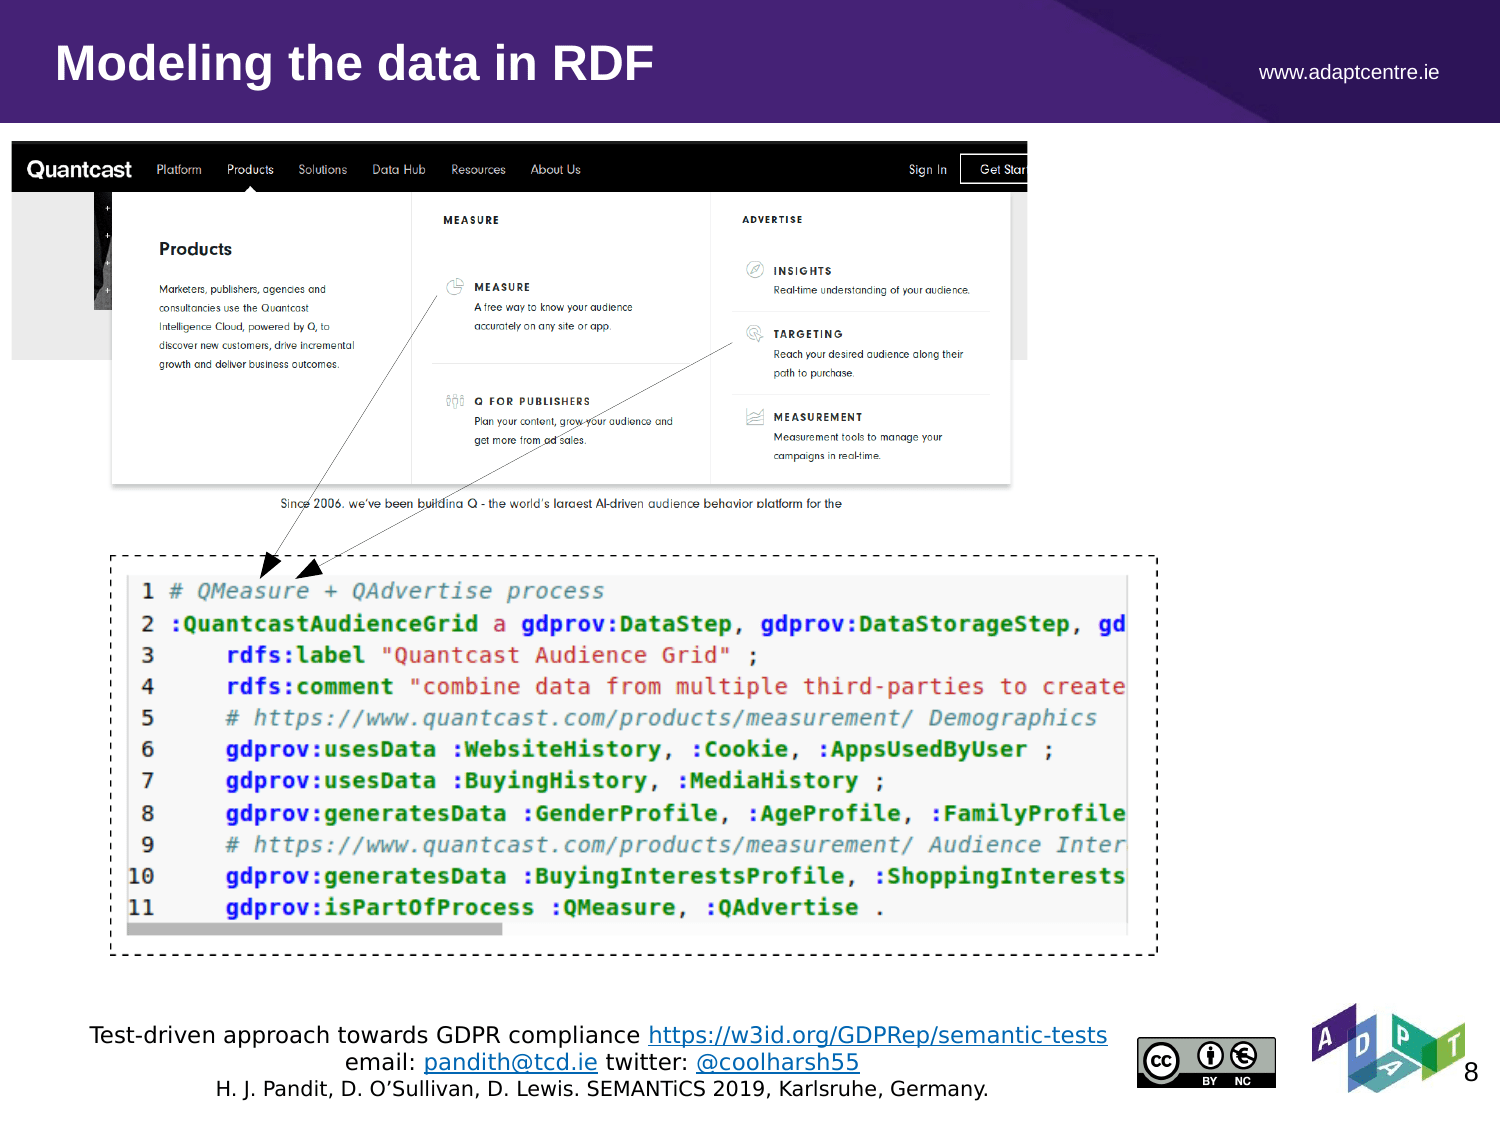 Modeling the data in RDF
www.adaptcentre.ie
Quantcast Platform Products Solutions Data Hub Resources About Us Sign In Get Star
Products
Marketers, publishers, agencies and
consultancies use the Quantcast
Intelligence Cloud, powered by Q, to
discover new customers, drive incremental
growth and deliver business outcomes.
MEASURE
MEASURE
A free way to know your audience
accurately on any site or app.
Q FOR PUBLISHERS
Plan your content, grow your audience and
get more from ad sales.
ADVERTISE
INSIGHTS
Real-time understanding of your audience.
TARGETING
Reach your desired audience along their
path to purchase.
MEASUREMENT
Measurement tools to manage your
campaigns in real-time.
Since 2006, we've been building Q - the world's largest AI-driven audience behavior platform for the
1 # QMeasure + QAdvertise process
2 :QuantcastAudienceGrid a gdprov:DataStep, gdprov:DataStorageStep, gd
3 rdfs:label "Quantcast Audience Grid" ;
4 rdfs:comment "combine data from multiple third-parties to create
5 # https://www.quantcast.com/products/measurement/ Demographics
6 gdprov:usesData :WebsiteHistory, :Cookie, :AppsUsedByUser ;
7 gdprov:usesData :BuyingHistory, :MediaHistory ;
8 gdprov:generatesData :GenderProfile, :AgeProfile, :FamilyProfile
9 # https://www.quantcast.com/products/measurement/ Audience Inter
10 gdprov:generatesData :BuyingInterestsProfile, :ShoppingInterests
11 gdprov:isPartOfProcess :QMeasure, :QAdvertise .
Test-driven approach towards GDPR compliance https://w3id.org/GDPRep/semantic-tests
email: pandith@tcd.ie twitter: @coolharsh55
H. J. Pandit, D. O’Sullivan, D. Lewis. SEMANTiCS 2019, Karlsruhe, Germany.
cc BY NC
ADAPT
8